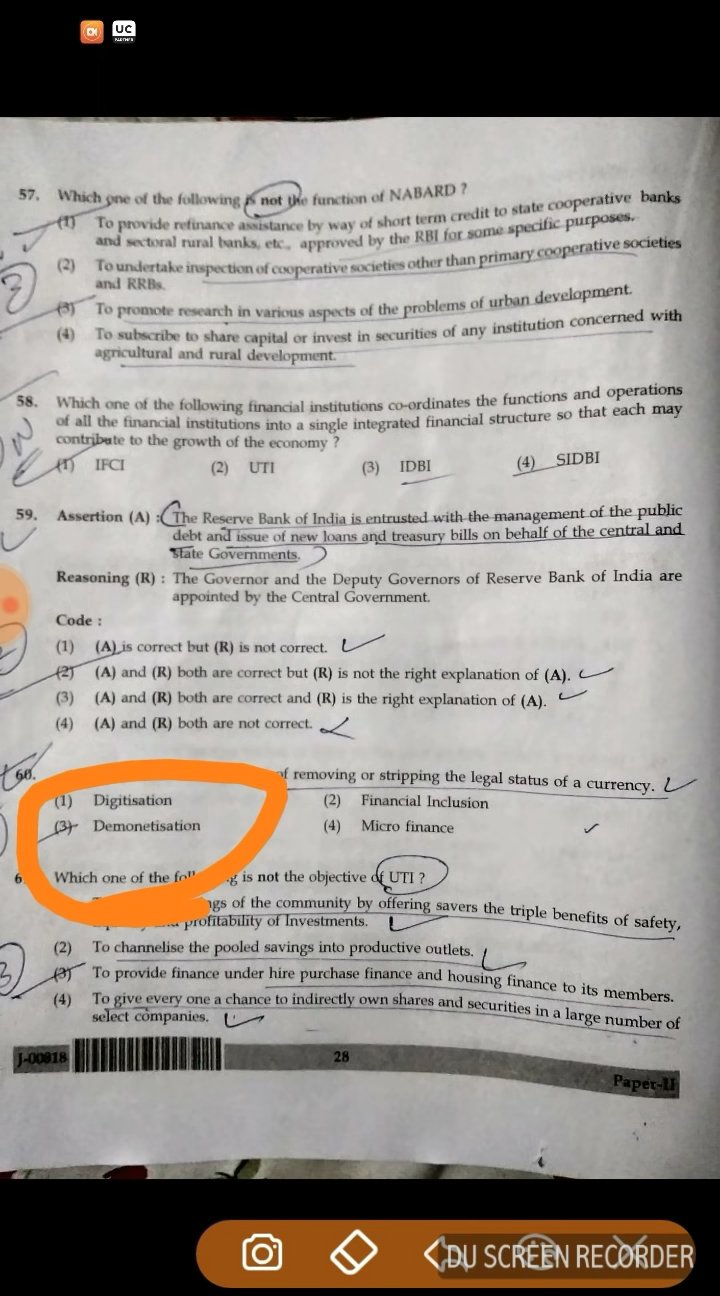 UC
PARTNER
57. Which one of the following is not the function of NABARD ?
(1) To provide refinance assistance by way of short term credit to state cooperative banks
and sectoral rural banks, etc., approved by the RBI for some specific purposes.
(2) To undertake inspection of cooperative societies other than primary cooperative societies
and RRBs.
(3) To promote research in various aspects of the problems of urban development.
(4) To subscribe to share capital or invest in securities of any institution concerned with
agricultural and rural development.
58. Which one of the following financial institutions co-ordinates the functions and operations
of all the financial institutions into a single integrated financial structure so that each may
contribute to the growth of the economy ?
(1) IFCI (2) UTI (3) IDBI (4) SIDBI
59. Assertion (A) : The Reserve Bank of India is entrusted with the management of the public
debt and issue of new loans and treasury bills on behalf of the central and
State Governments.
Reasoning (R) : The Governor and the Deputy Governors of Reserve Bank of India are
appointed by the Central Government.
Code :
(1) (A) is correct but (R) is not correct.
(2) (A) and (R) both are correct but (R) is not the right explanation of (A).
(3) (A) and (R) both are correct and (R) is the right explanation of (A).
(4) (A) and (R) both are not correct.
60. of removing or stripping the legal status of a currency.
(1) Digitisation (2) Financial Inclusion
(3) Demonetisation (4) Micro finance
6 Which one of the is not the objective of UTI ?
of the community by offering savers the triple benefits of safety,
profitability of Investments.
(2) To channelise the pooled savings into productive outlets.
3 (3) To provide finance under hire purchase finance and housing finance to its members.
(4) To give every one a chance to indirectly own shares and securities in a large number of
select companies.
J-00818 28 Paper-II
DU SCREEN RECORDER